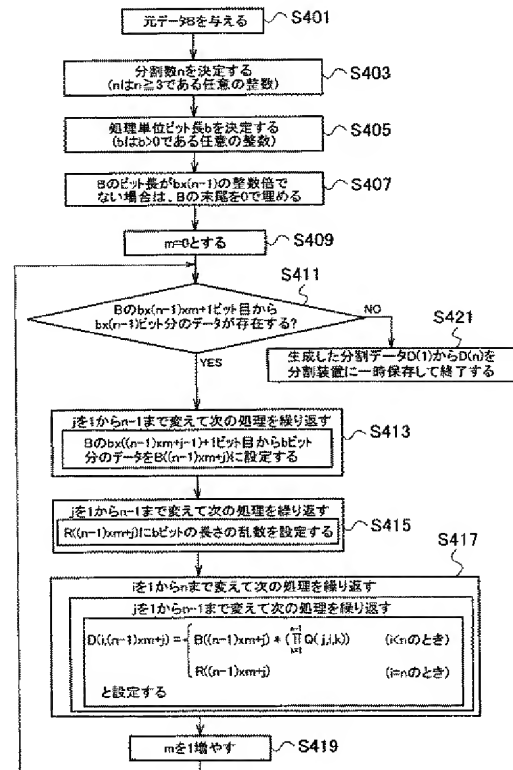 元データBを与える
S401
分割数nを決定する
(nはn≧3である任意の整数)
S403
処理単位ビット長bを決定する
(bはb>0である任意の整数)
S405
Bのビット長がbx(n-1)の整数倍で
ない場合は、Bの末尾を0で埋める
S407
m=0とする
S409
S411
Bのbx(n-1)xm+1ビット目から
bx(n-1)ビット分のデータが存在する?
NO
S421
生成した分割データD(1)からD(n)を
分割装置に一時保存して終了する
YES
jを1からn-1まで変えて次の処理を繰り返す
S413
Bのbx((n-1)xm+j-1)+1ビット目からbビット
分のデータをB((n-1)xm+j)に設定する
jを1からn-1まで変えて次の処理を繰り返す
S415
R((n-1)xm+j)にbビットの長さの乱数を設定する
S417
iを1からnまで変えて次の処理を繰り返す
jを1からn-1まで変えて次の処理を繰り返す
n-1
D(i,(n-1)xm+j) = { B((n-1)xm+j) * (Π Q(j,i,k)) (i<nのとき)
k=1
R((n-1)xm+j) (i=nのとき)
と設定する
mを1増やす
S419